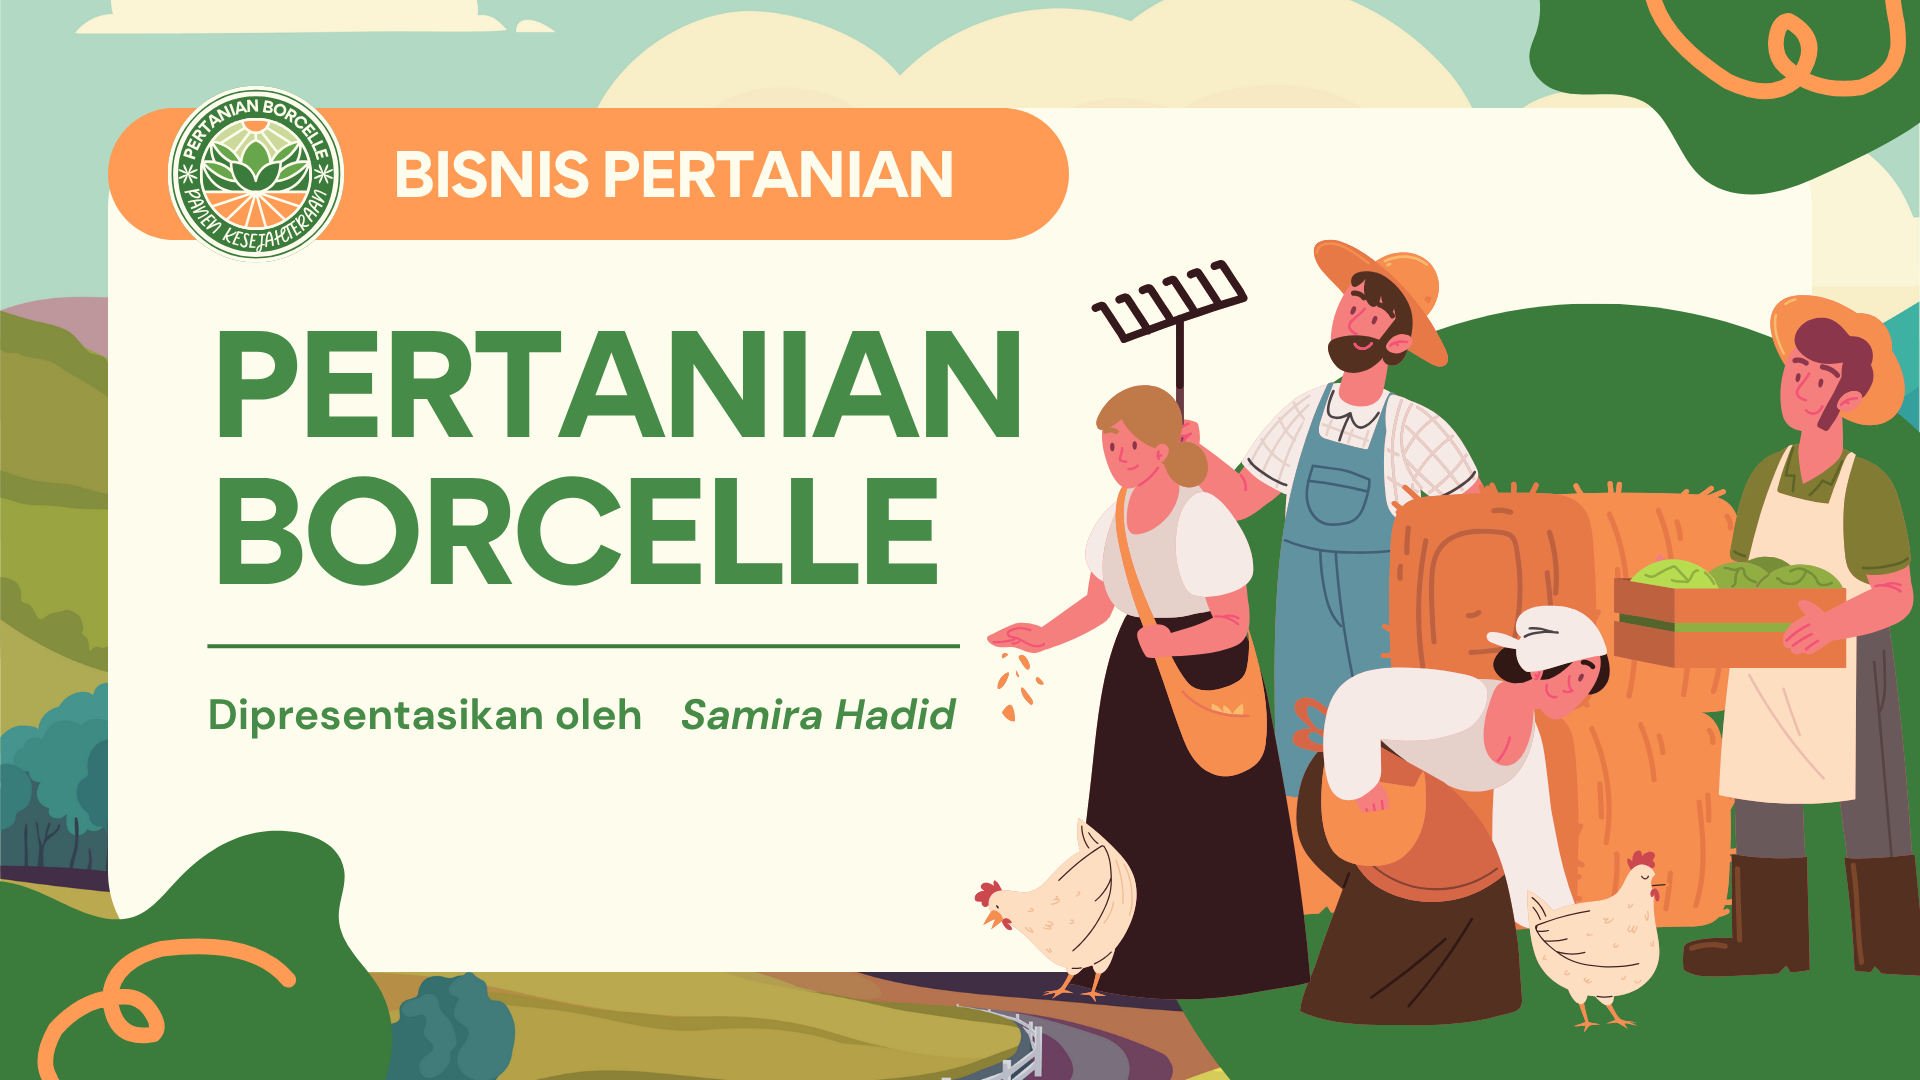 PERTANIAN BORCELLE
PANEN KESEJAHTERAAN
BISNIS PERTANIAN
PERTANIAN
BORCELLE
Dipresentasikan oleh Samira Hadid